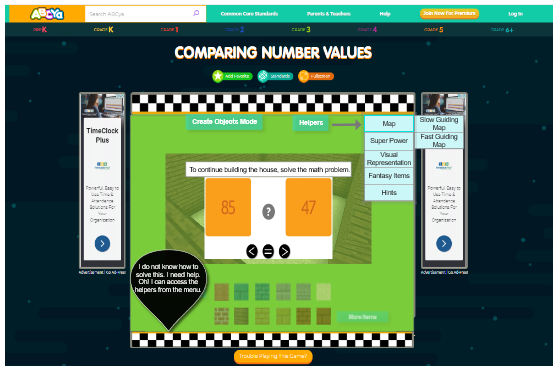 ABCya
Search ABCya
Common Core Standards
Parents & Teachers
Help
Join Now For Premium
Log In
PRE K
GRADE K
GRADE 1
GRADE 2
GRADE 3
GRADE 4
GRADE 5
GRADE 6+
COMPARING NUMBER VALUES
Add Favorite
Standards
Fullscreen
TimeClock
Plus
Powerful, Easy to
Use Time &
Attendance
Solutions For
Your
Organization
Advertisement | Go Ad-Free!
Create Objects Mode
Helpers
Map
Super Power
Visual
Representation
Fantasy Items
Hints
Slow Guiding
Map
Fast Guiding
Map
To continue building the house, solve the math problem.
85
?
47
< = >
I do not know how to
solve this. I need help.
Oh! I can access the
helpers from the menu.
More Items
Plus
Powerful, Easy to
Use Time &
Attendance
Solutions For
Your
Organization
Advertisement | Go Ad-Free!
Trouble Playing This Game?